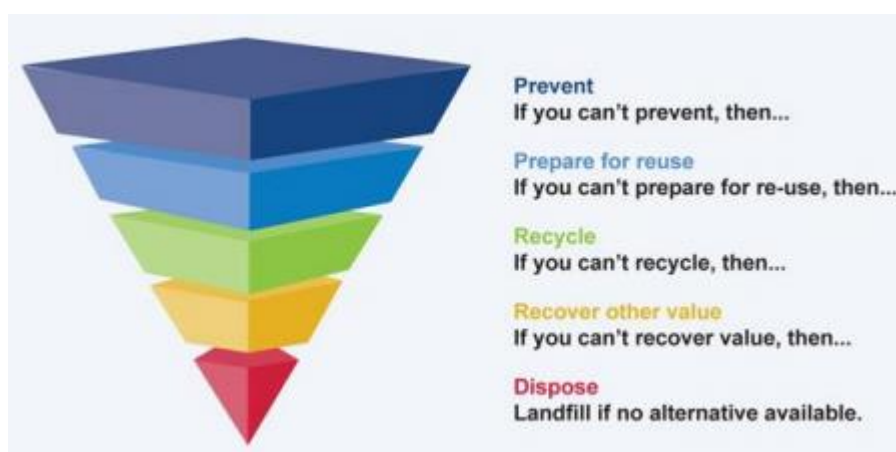 Prevent
If you can't prevent, then...
Prepare for reuse
If you can't prepare for re-use, then...
Recycle
If you can't recycle, then...
Recover other value
If you can't recover value, then...
Dispose
Landfill if no alternative available.